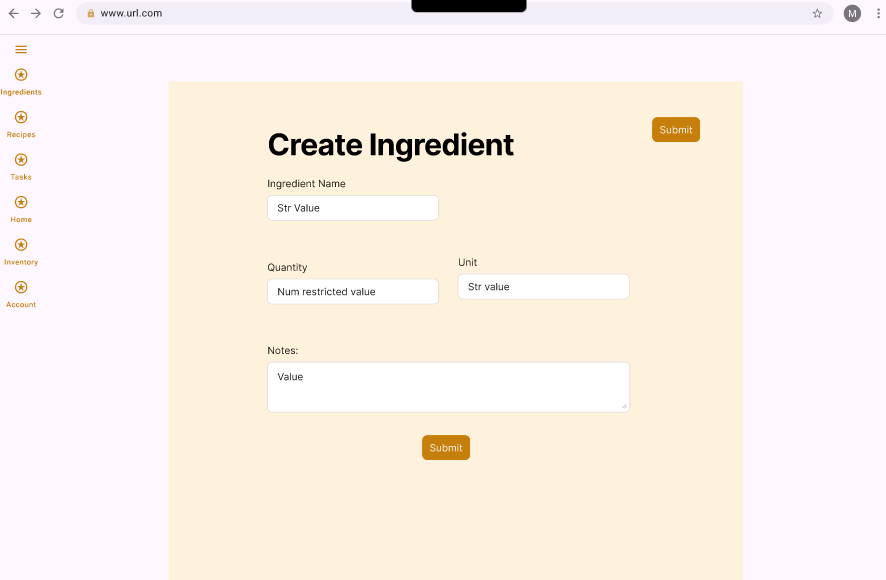 www.url.com
M
Ingredients
Recipes
Tasks
Home
Inventory
Account
Submit
Create Ingredient
Ingredient Name
Str Value
Quantity
Unit
Num restricted value
Str value
Notes:
Value
Submit